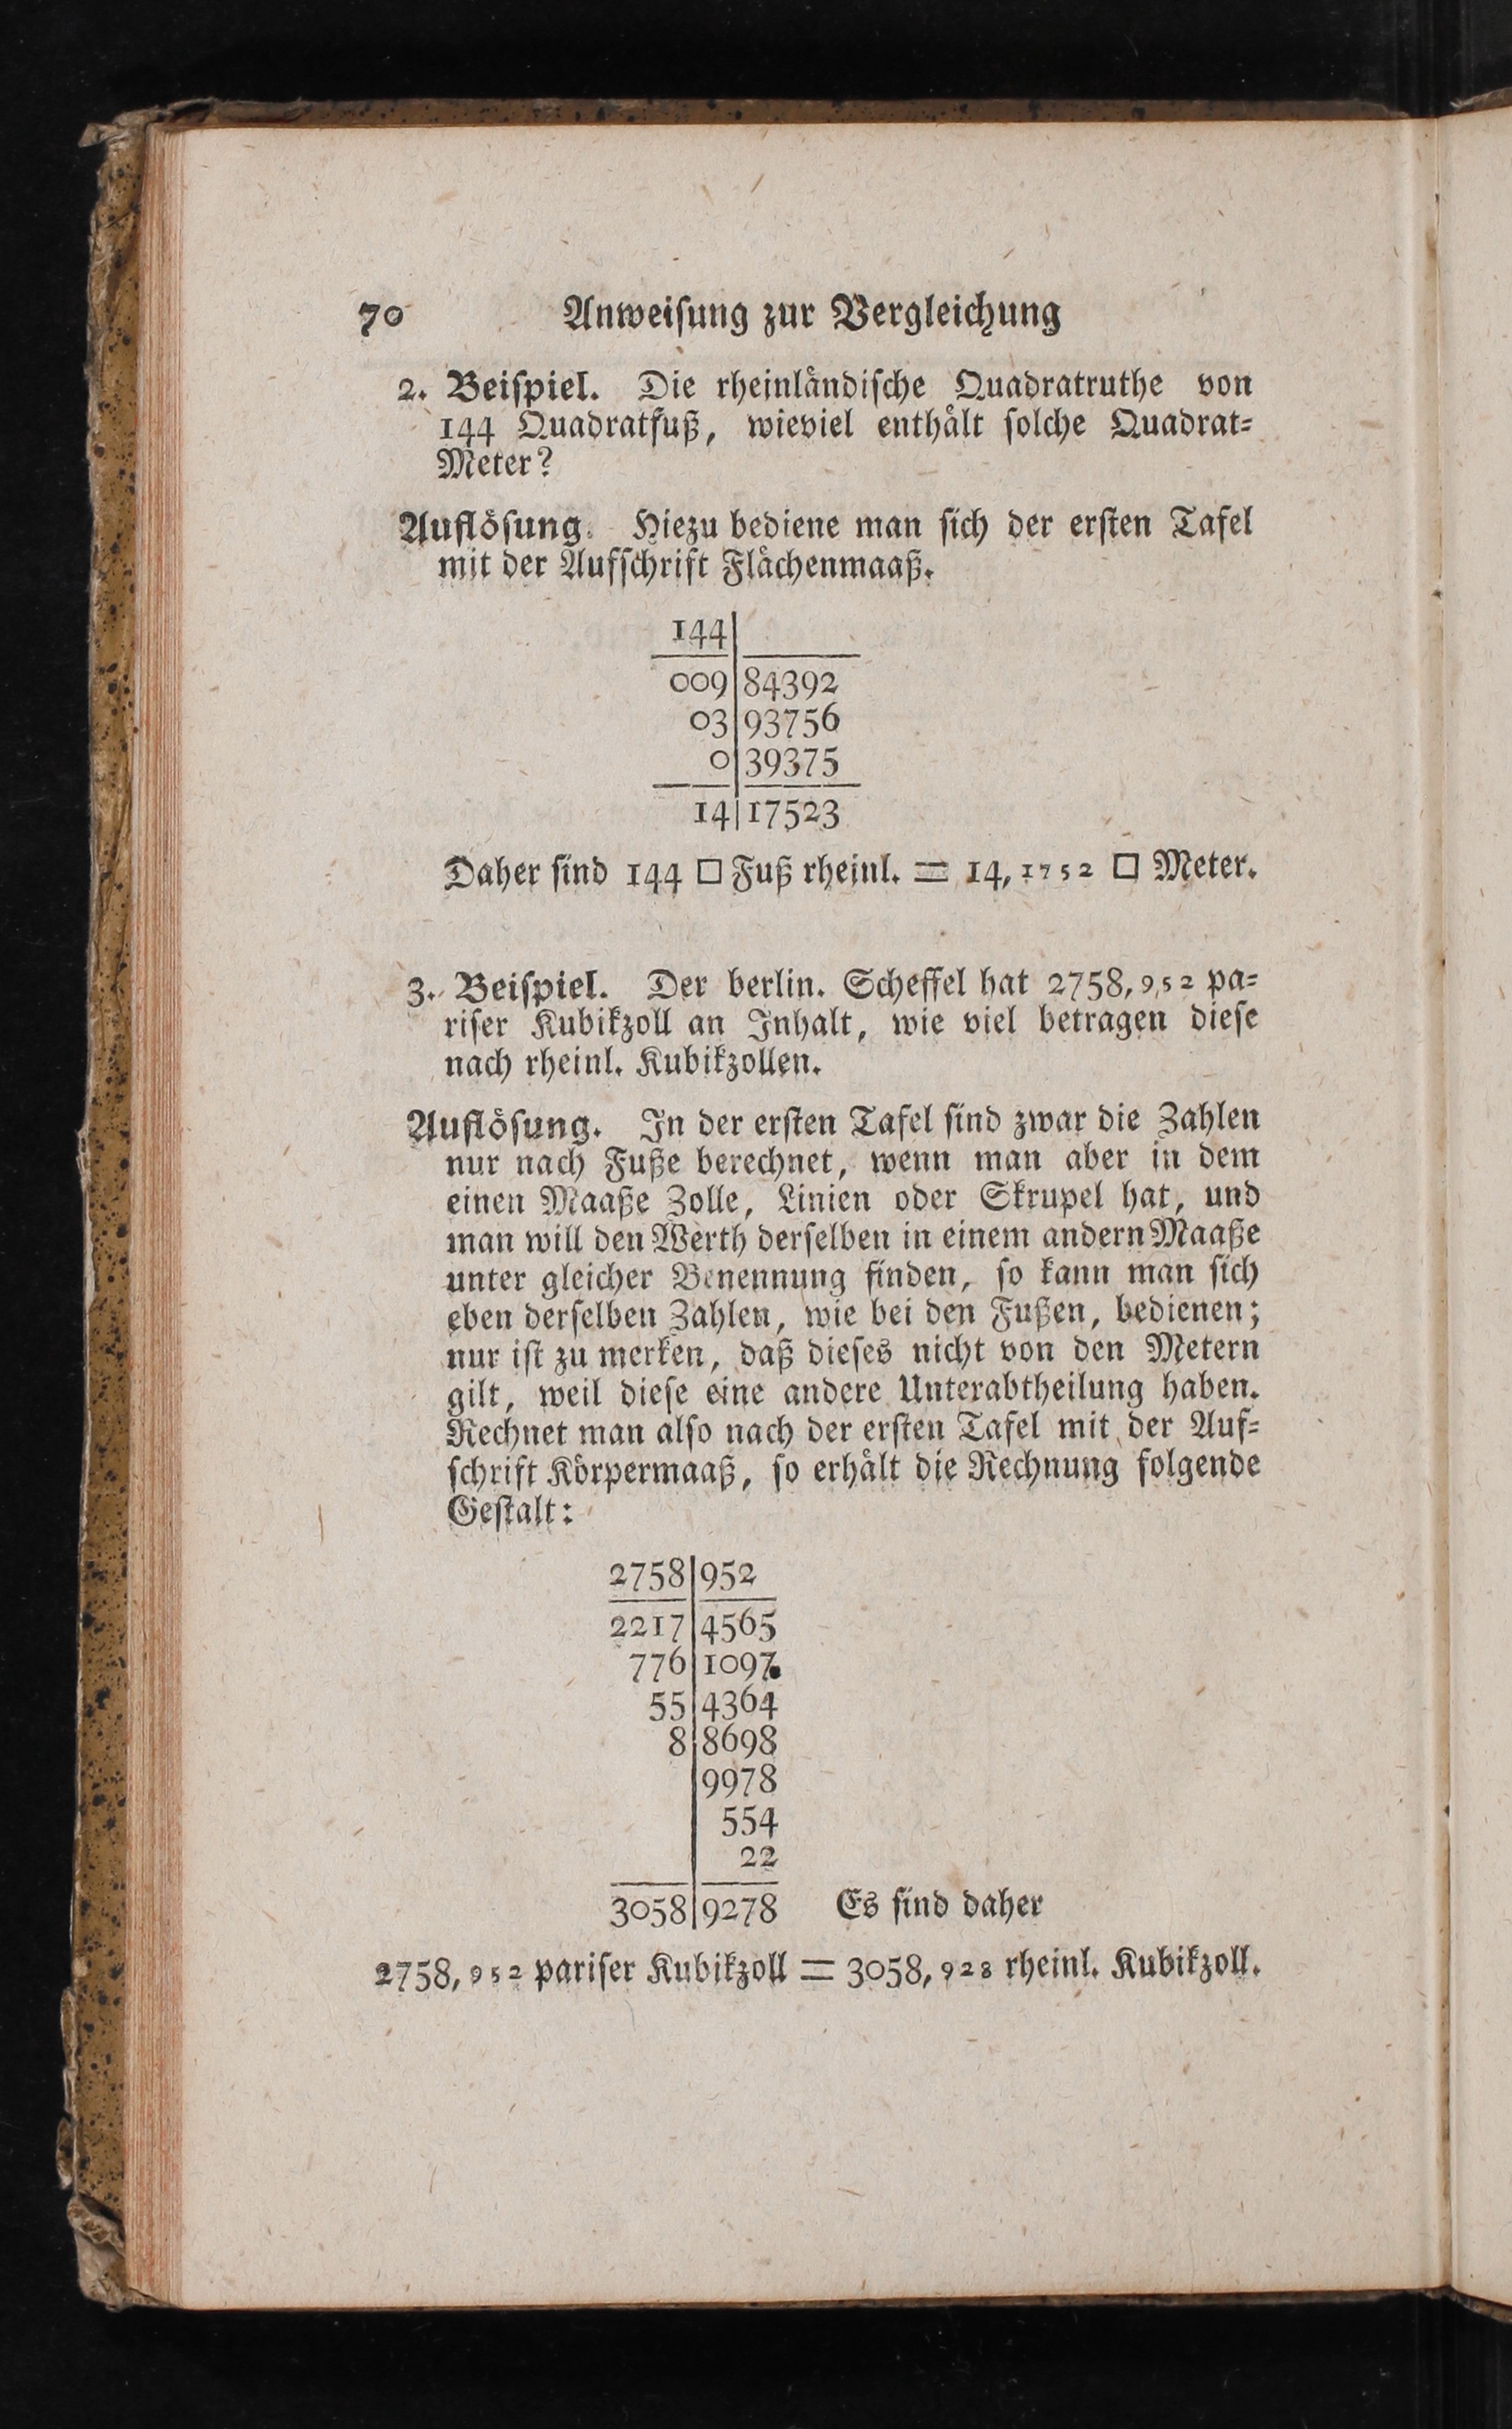 70 Anweiſung zur Vergleichung
2. Beiſpiel. Die rheinländiſche Quadratruthe von
144 Quadratfuß, wieviel enthält ſolche Quadrat⸗
Meter?
Auflöſung. Hiezu bediene man ſich der erſten Tafel
mit der Aufſchrift Flächenmaaß.
144|
009|84392
03|93756
0|39375
14|17523
Daher ſind 144 □ Fuß rheinl. = 14,1752 □ Meter.
3. Beiſpiel. Der berlin. Scheffel hat 2758,952 pa⸗
riſer Kubikzoll an Inhalt, wie viel betragen dieſe
nach rheinl. Kubikzollen.
Auflöſung. In der erſten Tafel ſind zwar die Zahlen
nur nach Fuße berechnet, wenn man aber in dem
einen Maaße Zolle, Linien oder Skrupel hat, und
man will den Werth derſelben in einem andern Maaße
unter gleicher Benennung finden, ſo kann man ſich
eben derſelben Zahlen, wie bei den Fußen, bedienen;
nur iſt zu merken, daß dieſes nicht von den Metern
gilt, weil dieſe eine andere Unterabtheilung haben.
Rechnet man alſo nach der erſten Tafel mit der Auf⸗
ſchrift Körpermaaß, ſo erhält die Rechnung folgende
Geſtalt:
2758|952
2217|4565
776|1097
55|4364
8|8698
|9978
|554
|22
3058|9278 Es ſind daher
2758,952 pariſer Kubikzoll = 3058,928 rheinl. Kubikzoll.